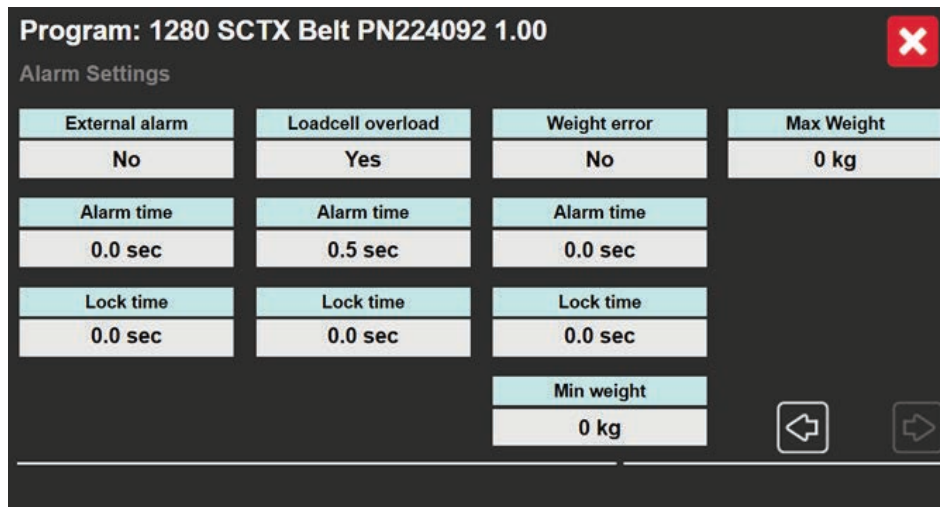 Program: 1280 SCTX Belt PN224092 1.00
Alarm Settings
External alarm Loadcell overload Weight error Max Weight
No Yes No 0 kg
Alarm time Alarm time Alarm time
0.0 sec 0.5 sec 0.0 sec
Lock time Lock time Lock time
0.0 sec 0.0 sec 0.0 sec
Min weight
0 kg